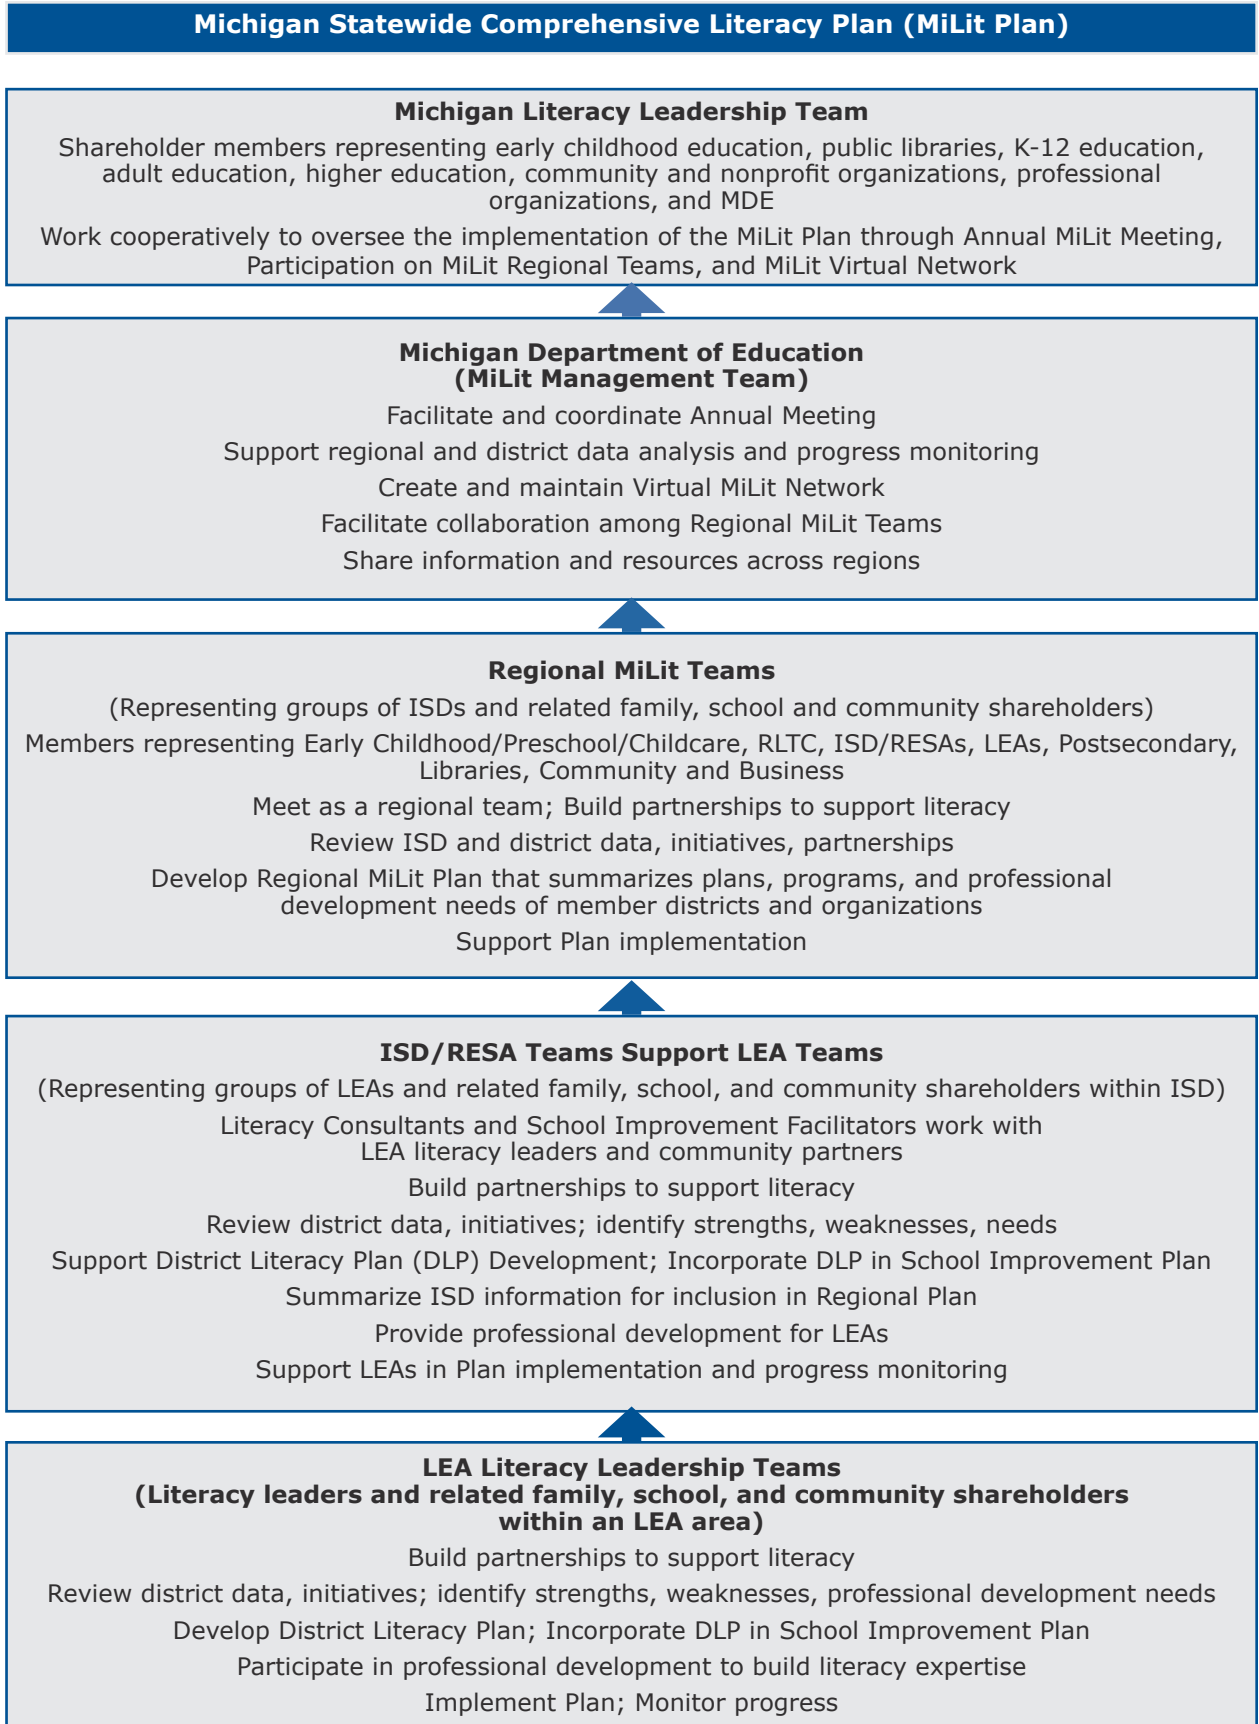 Michigan Statewide Comprehensive Literacy Plan (MiLit Plan)
Michigan Literacy Leadership Team
Shareholder members representing early childhood education, public libraries, K-12 education,
adult education, higher education, community and nonprofit organizations, professional
organizations, and MDE
Work cooperatively to oversee the implementation of the MiLit Plan through Annual MiLit Meeting,
Participation on MiLit Regional Teams, and MiLit Virtual Network
Michigan Department of Education
(MiLit Management Team)
Facilitate and coordinate Annual Meeting
Support regional and district data analysis and progress monitoring
Create and maintain Virtual MiLit Network
Facilitate collaboration among Regional MiLit Teams
Share information and resources across regions
Regional MiLit Teams
(Representing groups of ISDs and related family, school and community shareholders)
Members representing Early Childhood/Preschool/Childcare, RLTC, ISD/RESAs, LEAs, Postsecondary,
Libraries, Community and Business
Meet as a regional team; Build partnerships to support literacy
Review ISD and district data, initiatives, partnerships
Develop Regional MiLit Plan that summarizes plans, programs, and professional
development needs of member districts and organizations
Support Plan implementation
ISD/RESA Teams Support LEA Teams
(Representing groups of LEAs and related family, school, and community shareholders within ISD)
Literacy Consultants and School Improvement Facilitators work with
LEA literacy leaders and community partners
Build partnerships to support literacy
Review district data, initiatives; identify strengths, weaknesses, needs
Support District Literacy Plan (DLP) Development; Incorporate DLP in School Improvement Plan
Summarize ISD information for inclusion in Regional Plan
Provide professional development for LEAs
Support LEAs in Plan implementation and progress monitoring
LEA Literacy Leadership Teams
(Literacy leaders and related family, school, and community shareholders
within an LEA area)
Build partnerships to support literacy
Review district data, initiatives; identify strengths, weaknesses, professional development needs
Develop District Literacy Plan; Incorporate DLP in School Improvement Plan
Participate in professional development to build literacy expertise
Implement Plan; Monitor progress